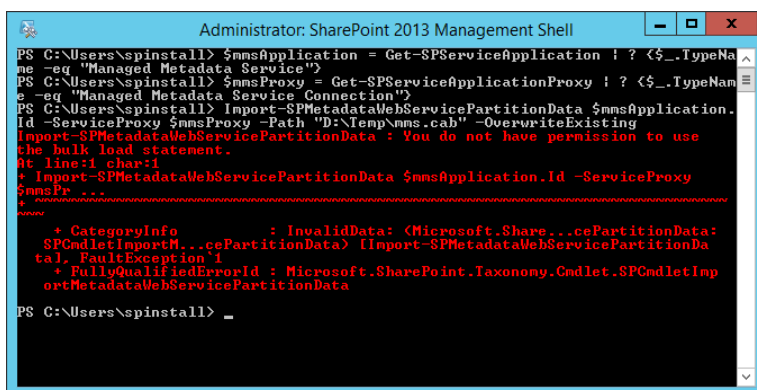 Administrator: SharePoint 2013 Management Shell
PS C:\Users\spinstall> $mmsApplication = Get-SPServiceApplication | ? {$_.TypeNa
me -eq "Managed Metadata Service"}
PS C:\Users\spinstall> $mmsProxy = Get-SPServiceApplicationProxy | ? {$_.TypeNam
e -eq "Managed Metadata Service Connection"}
PS C:\Users\spinstall> Import-SPMetadataWebServicePartitionData $mmsApplication.
Id -ServiceProxy $mmsProxy -Path "D:\Temp\mms.cab" -OverwriteExisting
Import-SPMetadataWebServicePartitionData : You do not have permission to use
the bulk load statement.
At line:1 char:1
+ Import-SPMetadataWebServicePartitionData $mmsApplication.Id -ServiceProxy
$mmsPr ...
+ ~~~~~~~~~~~~~~~~~~~~~~~~~~~~~~~~~~~~~~~~~~~~~~~~~~~~~~~~~~~~~~~~~~~~~~~~~
~~~
    + CategoryInfo          : InvalidData: (Microsoft.Share...cePartitionData:
   SPCmdletImportM...cePartitionData) [Import-SPMetadataWebServicePartitionDa
  ta], FaultException`1
    + FullyQualifiedErrorId : Microsoft.SharePoint.Taxonomy.Cmdlet.SPCmdletImp
   ortMetadataWebServicePartitionData
PS C:\Users\spinstall> _